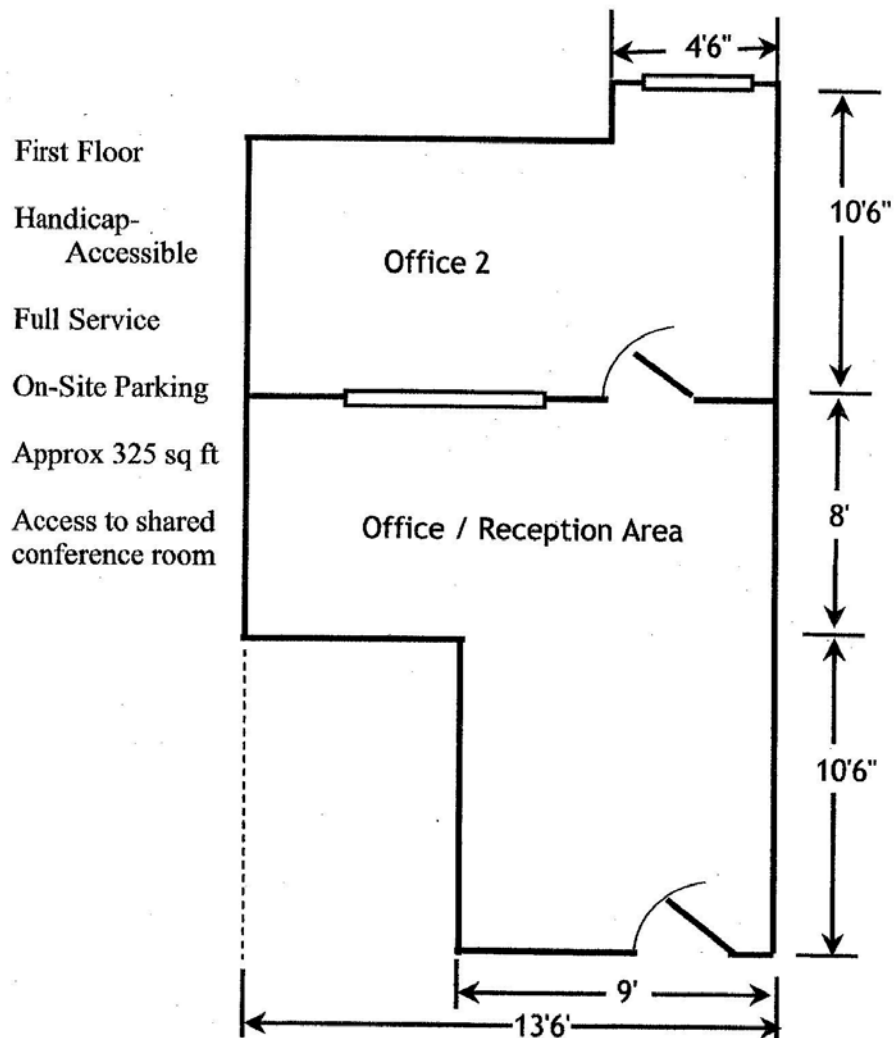 4'6"
First Floor
10'6"
Handicap-
Accessible
Office 2
Full Service
On-Site Parking
Approx 325 sq ft
8'
Access to shared
conference room
Office / Reception Area
10'6"
9'
13'6'